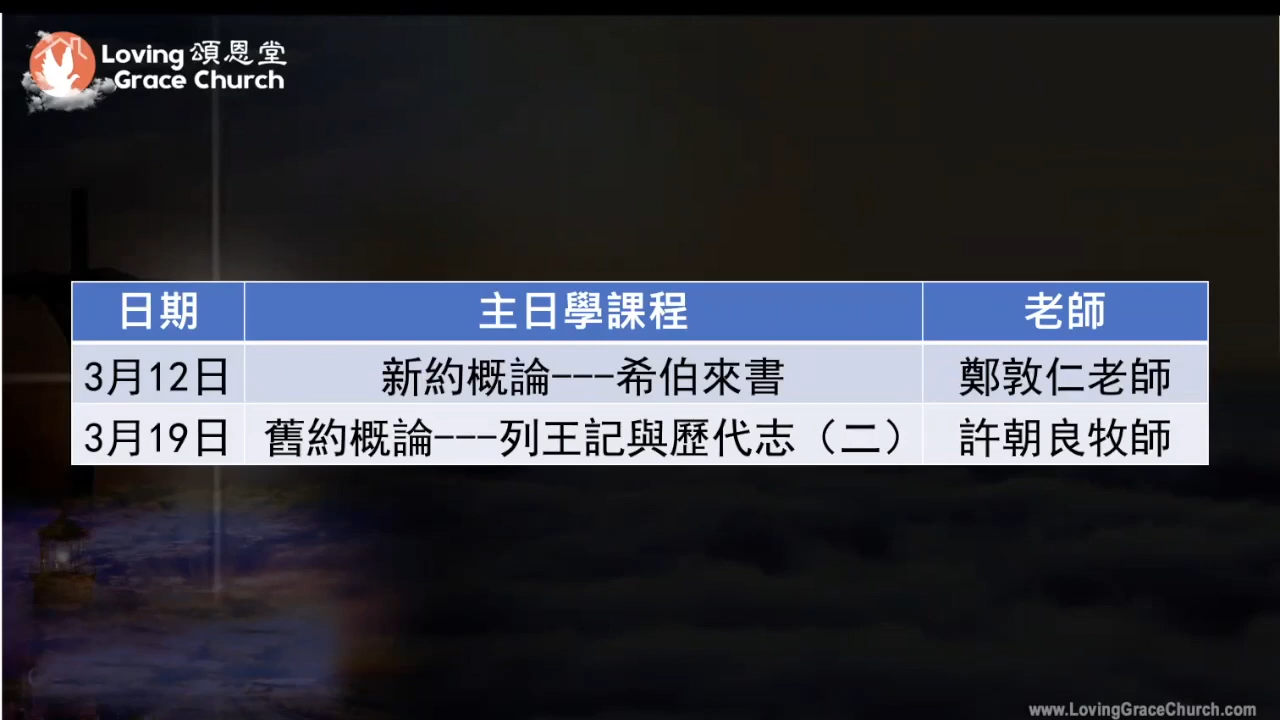 Loving 頌恩堂
Grace Church
日期 主日學課程 老師
3月12日 新約概論---希伯來書 鄭敦仁老師
3月19日 舊約概論---列王記與歷代志（二） 許朝良牧師
www.LovingGraceChurch.com